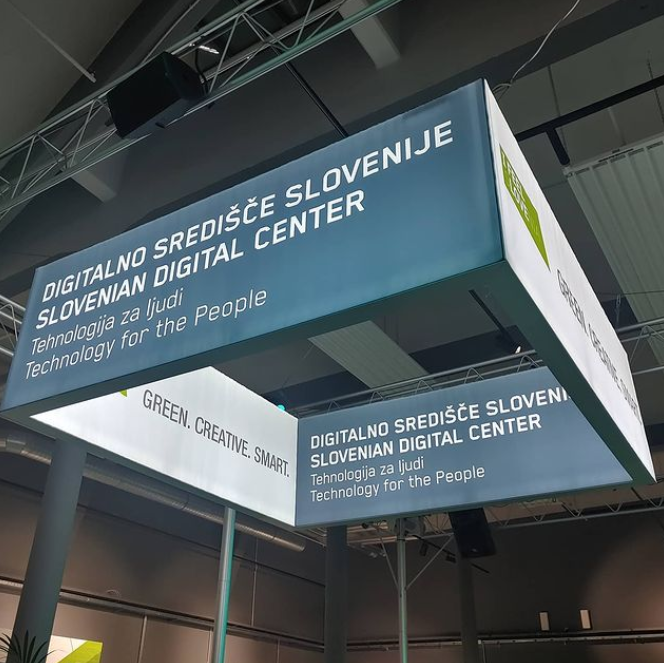 DIGITALNO SREDIŠČE SLOVENIJE
SLOVENIAN DIGITAL CENTER
Tehnologija za ljudi
Technology for the People
GREEN. CREATIVE. SMART.
GREEN. CREATIVE. SMART.
DIGITALNO SREDIŠČE SLOVENI
SLOVENIAN DIGITAL CENTER
Tehnologija za ljudi
Technology for the People